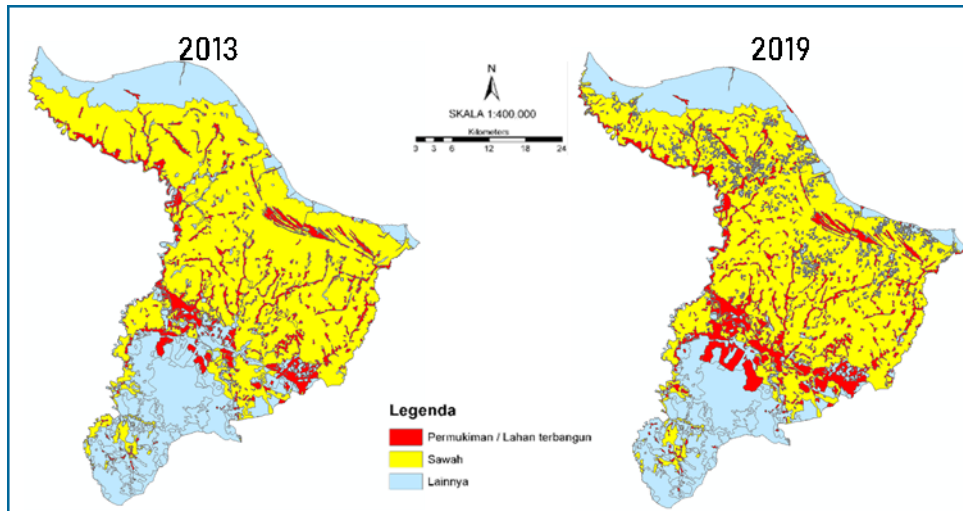 2013
2019
N
SKALA 1:400.000
Kilometers
3 3 6 12 18 24
Legenda
Permukiman / Lahan terbangun
Sawah
Lainnya